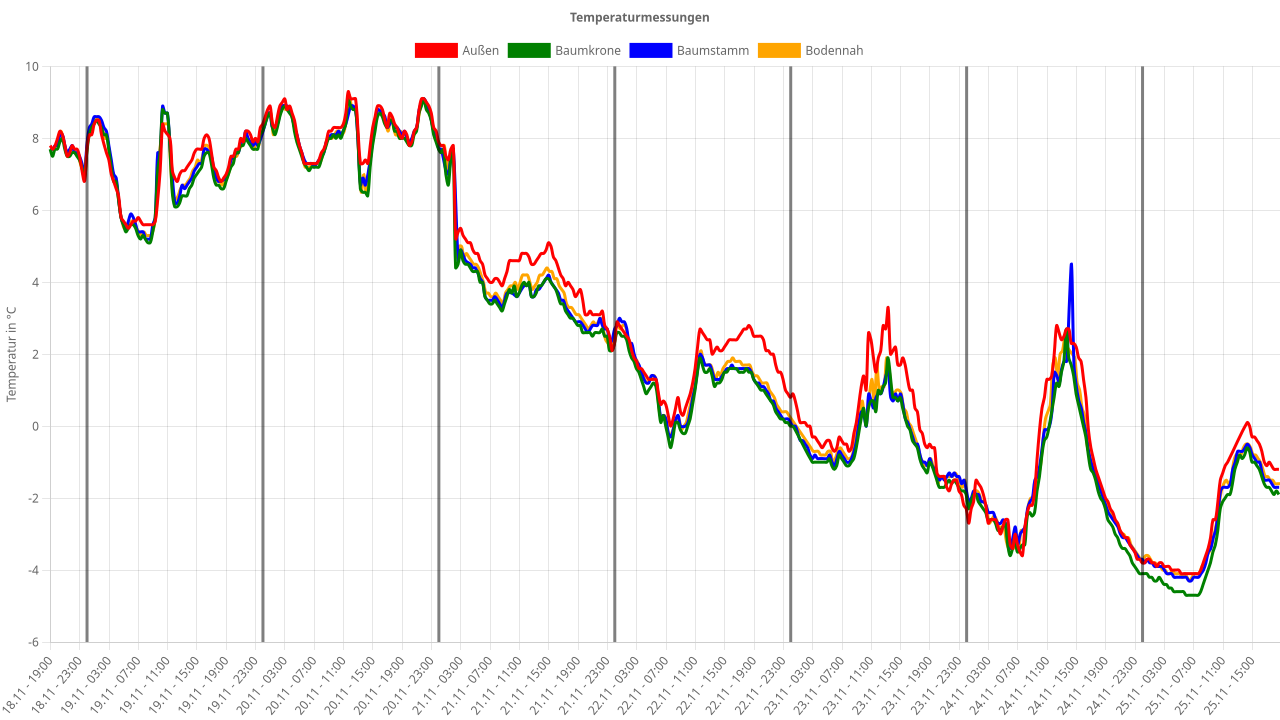 Temperaturmessungen
Außen Baumkrone Baumstamm Bodennah
Temperatur in °C
10
8
6
4
2
0
-2
-4
-6
18.11 - 19:00
18.11 - 23:00
19.11 - 03:00
19.11 - 07:00
19.11 - 11:00
19.11 - 15:00
19.11 - 19:00
19.11 - 23:00
20.11 - 03:00
20.11 - 07:00
20.11 - 11:00
20.11 - 15:00
20.11 - 19:00
20.11 - 23:00
21.11 - 03:00
21.11 - 07:00
21.11 - 11:00
21.11 - 15:00
21.11 - 19:00
21.11 - 23:00
22.11 - 03:00
22.11 - 07:00
22.11 - 11:00
22.11 - 15:00
22.11 - 19:00
22.11 - 23:00
23.11 - 03:00
23.11 - 07:00
23.11 - 11:00
23.11 - 15:00
23.11 - 19:00
23.11 - 23:00
24.11 - 03:00
24.11 - 07:00
24.11 - 11:00
24.11 - 15:00
24.11 - 19:00
24.11 - 23:00
25.11 - 03:00
25.11 - 07:00
25.11 - 11:00
25.11 - 15:00